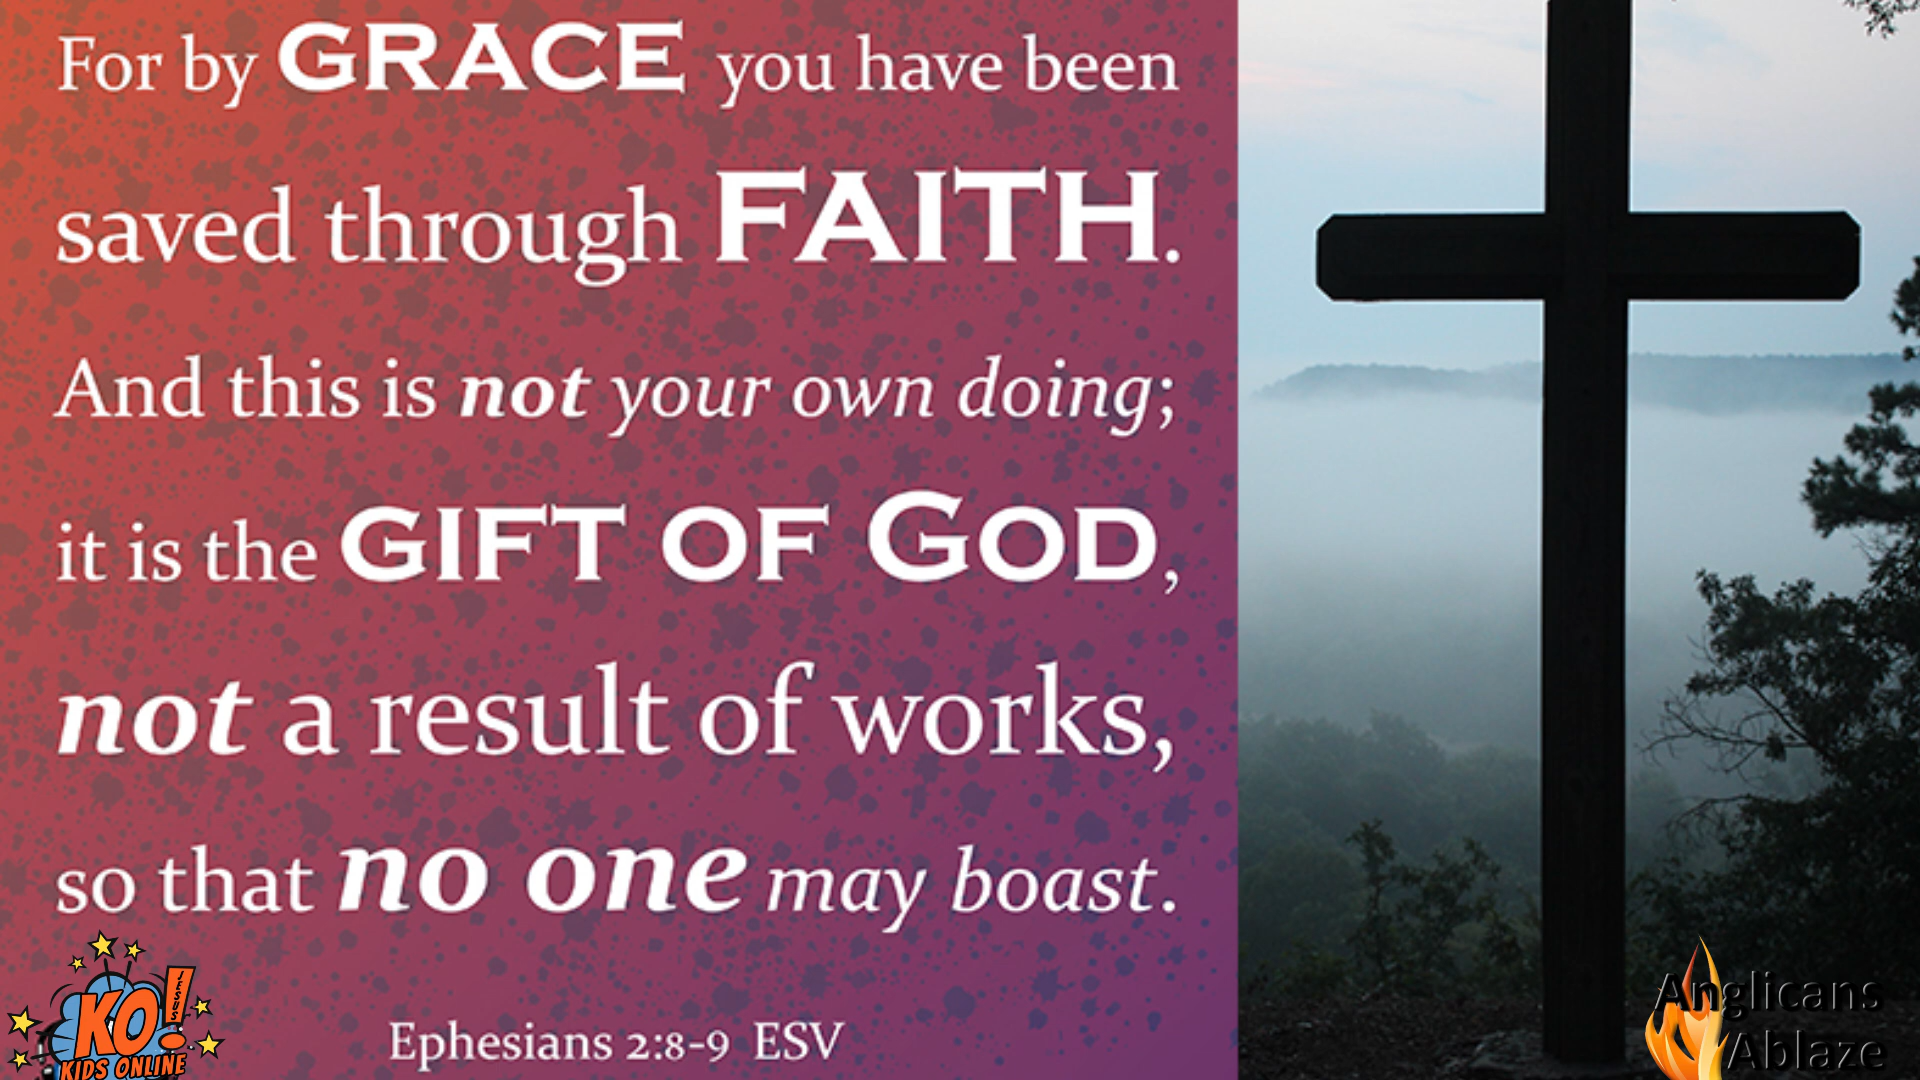 For by GRACE you have been
saved through FAITH.
And this is not your own doing;
it is the GIFT OF GOD,
not a result of works,
so that no one may boast.
Ephesians 2:8-9 ESV
KO!
JESUS
KIDS ONLINE
Anglicans
Ablaze